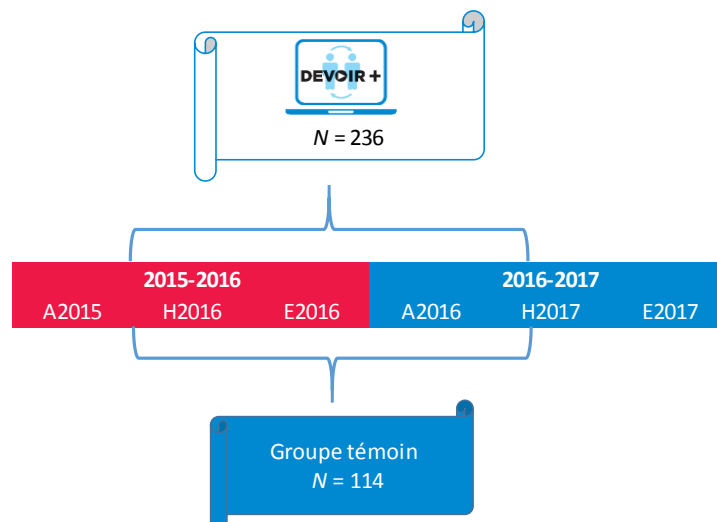 DEVOIR +
N = 236
2015-2016 2016-2017
A2015 H2016 E2016 A2016 H2017 E2017
Groupe témoin
N = 114